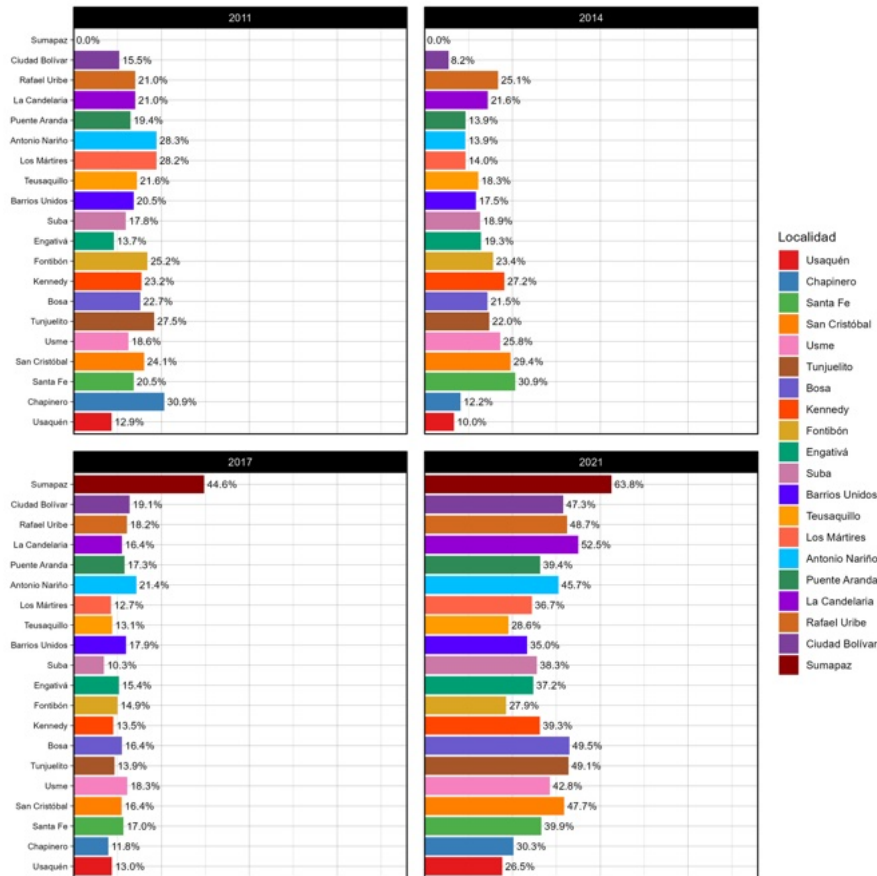 2011
Sumapaz 0.0%
Ciudad Bolívar 15.5%
Rafael Uribe 21.0%
La Candelaria 21.0%
Puente Aranda 19.4%
Antonio Nariño 28.3%
Los Mártires 28.2%
Teusaquillo 21.6%
Barrios Unidos 20.5%
Suba 17.8%
Engativá 13.7%
Fontibón 25.2%
Kennedy 23.2%
Bosa 22.7%
Tunjuelito 27.5%
Usme 18.6%
San Cristóbal 24.1%
Santa Fe 20.5%
Chapinero 30.9%
Usaquén 12.9%
2014
0.0%
8.2%
25.1%
21.6%
13.9%
13.9%
14.0%
18.3%
17.5%
18.9%
19.3%
23.4%
27.2%
21.5%
22.0%
25.8%
29.4%
30.9%
12.2%
10.0%
2017
Sumapaz 44.6%
Ciudad Bolívar 19.1%
Rafael Uribe 18.2%
La Candelaria 16.4%
Puente Aranda 17.3%
Antonio Nariño 21.4%
Los Mártires 12.7%
Teusaquillo 13.1%
Barrios Unidos 17.9%
Suba 10.3%
Engativá 15.4%
Fontibón 14.9%
Kennedy 13.5%
Bosa 16.4%
Tunjuelito 13.9%
Usme 18.3%
San Cristóbal 16.4%
Santa Fe 17.0%
Chapinero 11.8%
Usaquén 13.0%
2021
63.8%
47.3%
48.7%
52.5%
39.4%
45.7%
36.7%
28.6%
35.0%
38.3%
37.2%
27.9%
39.3%
49.5%
49.1%
42.8%
47.7%
39.9%
30.3%
26.5%
Localidad
Usaquén
Chapinero
Santa Fe
San Cristóbal
Usme
Tunjuelito
Bosa
Kennedy
Fontibón
Engativá
Suba
Barrios Unidos
Teusaquillo
Los Mártires
Antonio Nariño
Puente Aranda
La Candelaria
Rafael Uribe
Ciudad Bolívar
Sumapaz